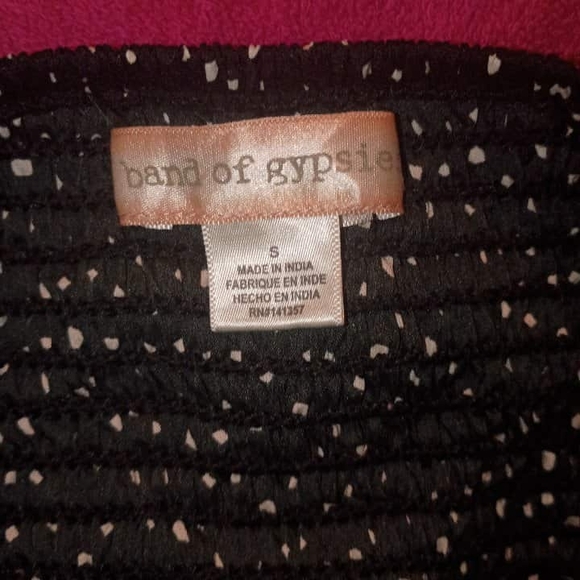 band of gypsie
S
MADE IN INDIA
FABRIQUE EN INDE
HECHO EN INDIA
RN#141357